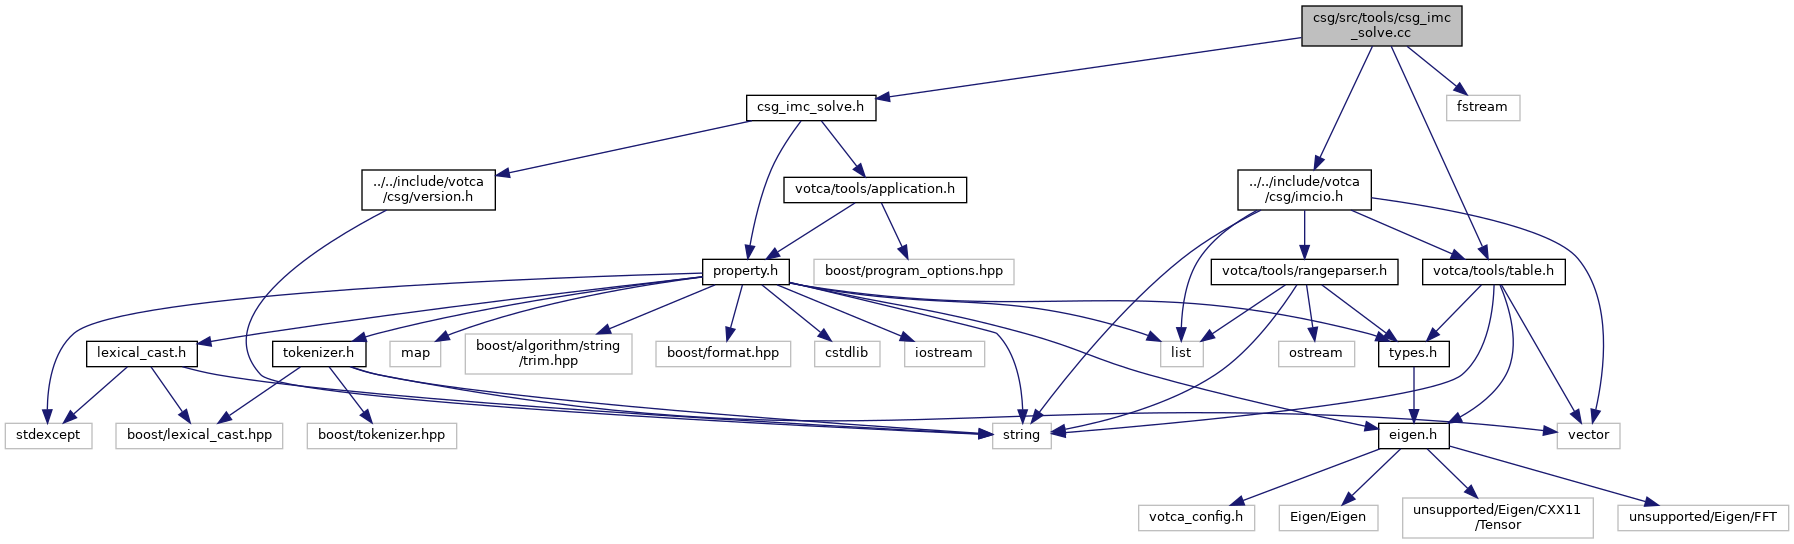 csg/src/tools/csg_imc
_solve.cc
csg_imc_solve.h
fstream
../../include/votca
/csg/version.h
votca/tools/application.h
../../include/votca
/csg/imcio.h
property.h
boost/program_options.hpp
votca/tools/rangeparser.h
votca/tools/table.h
lexical_cast.h
tokenizer.h
map
boost/algorithm/string
/trim.hpp
boost/format.hpp
cstdlib
iostream
list
ostream
types.h
stdexcept
boost/lexical_cast.hpp
boost/tokenizer.hpp
string
eigen.h
vector
votca_config.h
Eigen/Eigen
unsupported/Eigen/CXX11
/Tensor
unsupported/Eigen/FFT